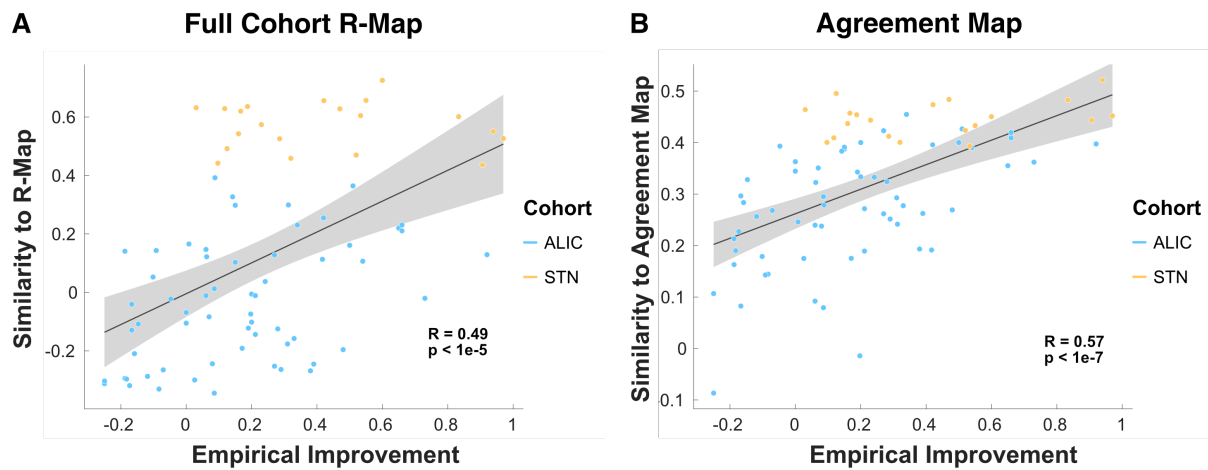 A
Full Cohort R-Map
Similarity to R-Map
0.6
0.4
0.2
0
-0.2
-0.2
0
0.2
0.4
0.6
0.8
1
Empirical Improvement
R = 0.49
p < 1e-5
Cohort
ALIC
STN
B
Agreement Map
Similarity to Agreement Map
0.5
0.4
0.3
0.2
0.1
0
0.1
-0.2
0
0.2
0.4
0.6
0.8
1
Empirical Improvement
R = 0.57
p < 1e-7
Cohort
ALIC
STN